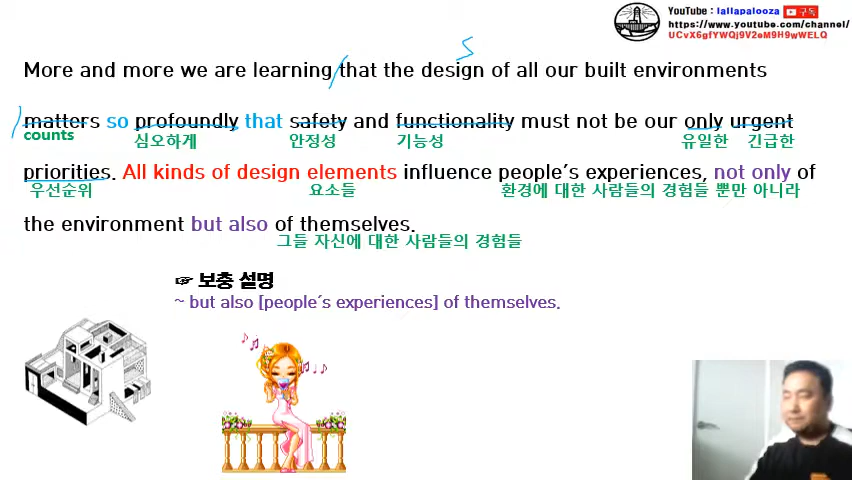 YouTube : lallapalooza 구독
https://www.youtube.com/channel/
UCvX6gfYWQj9V2eM9H9wWELQ
S
More and more we are learning that the design of all our built environments
matters so profoundly that safety and functionality must not be our only urgent
counts 심오하게 안정성 기능성 유일한 긴급한
priorities. All kinds of design elements influence people´s experiences, not only of
우선순위 요소들 환경에 대한 사람들의 경험들 뿐만 아니라
the environment but also of themselves.
그들 자신에 대한 사람들의 경험들
☞ 보충 설명
~ but also [people´s experiences] of themselves.